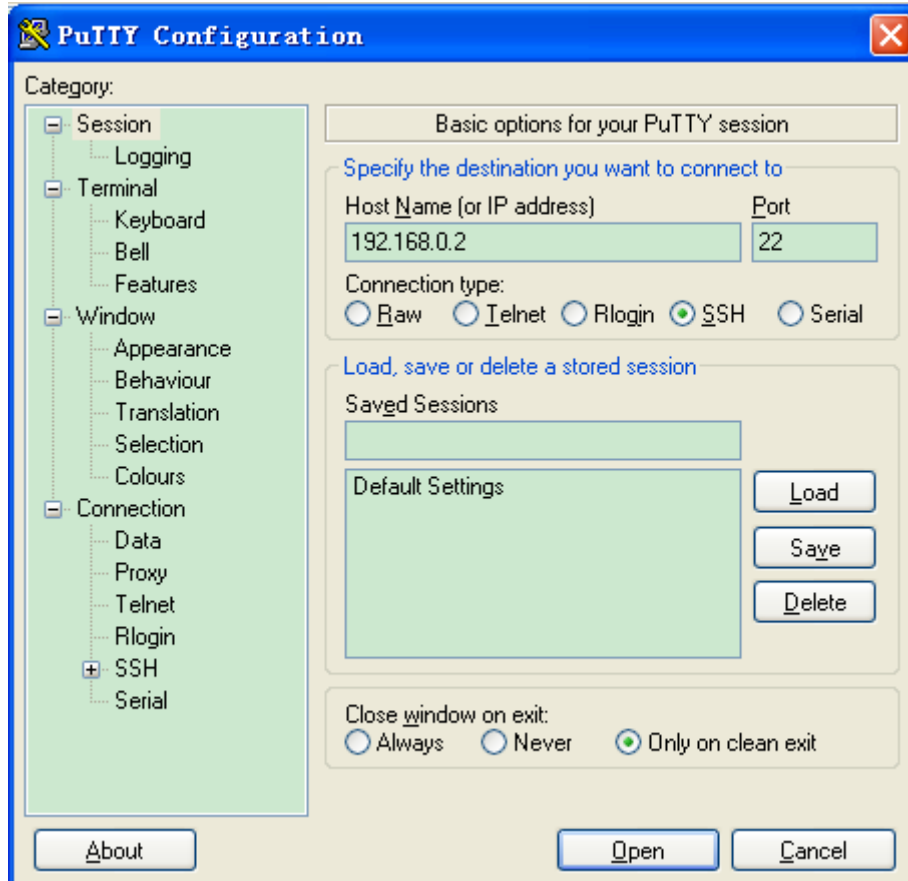 PuTTY Configuration
Category:
Session
Logging
Terminal
Keyboard
Bell
Features
Window
Appearance
Behaviour
Translation
Selection
Colours
Connection
Data
Proxy
Telnet
Rlogin
SSH
Serial
Basic options for your PuTTY session
Specify the destination you want to connect to
Host Name (or IP address) Port
192.168.0.2 22
Connection type:
Raw Telnet Rlogin SSH Serial
Load, save or delete a stored session
Saved Sessions
Default Settings
Load
Save
Delete
Close window on exit:
Always Never Only on clean exit
About Open Cancel